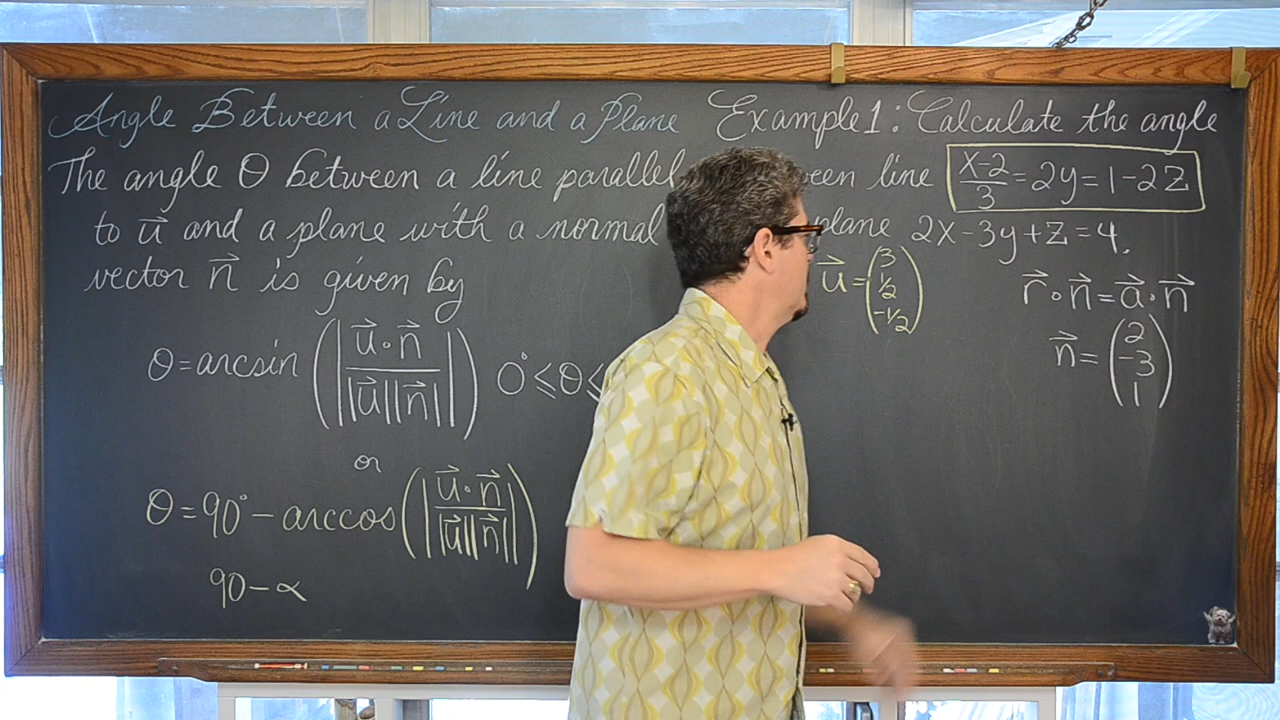 Angle Between a Line and a Plane
The angle θ between a line parallel
to u⃗ and a plane with a normal
vector n⃗ is given by
θ = arcsin (|u⃗ · n⃗ / |u⃗||n⃗||) 0° ≤ θ ≤
or
θ = 90° − arccos (|u⃗ · n⃗ / |u⃗||n⃗||)
90 − α
Example 1: Calculate the angle
line (x−2)/3 = 2y = 1−2z
plane 2x−3y+z=4.
u⃗ = (3, 1/2, −1/2)
r⃗ · n⃗ = a⃗ · n⃗
n⃗ = (2, −3, 1)